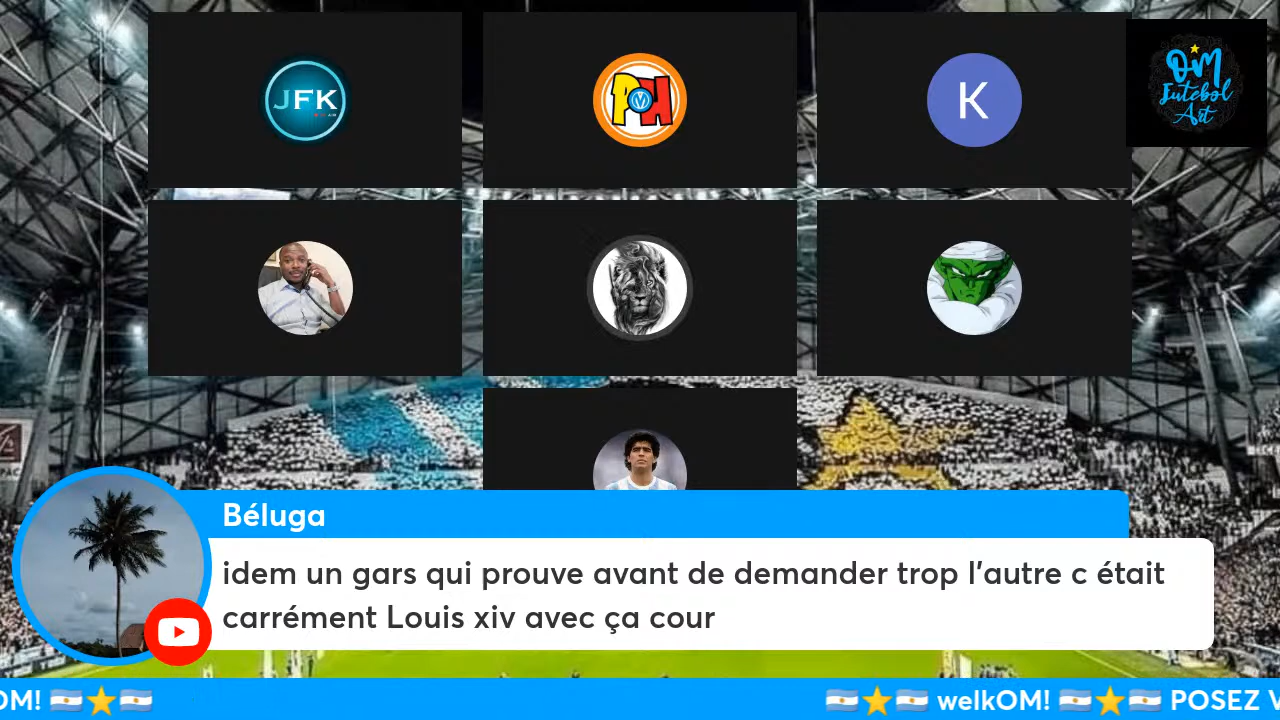 JFK
PH
K
OM
Futebol
Art
Béluga
idem un gars qui prouve avant de demander trop l'autre c était
carrément Louis xiv avec ça cour
OM! 🇦🇷⭐🇦🇷 🇦🇷⭐🇦🇷 welkOM! 🇦🇷⭐🇦🇷 POSEZ V